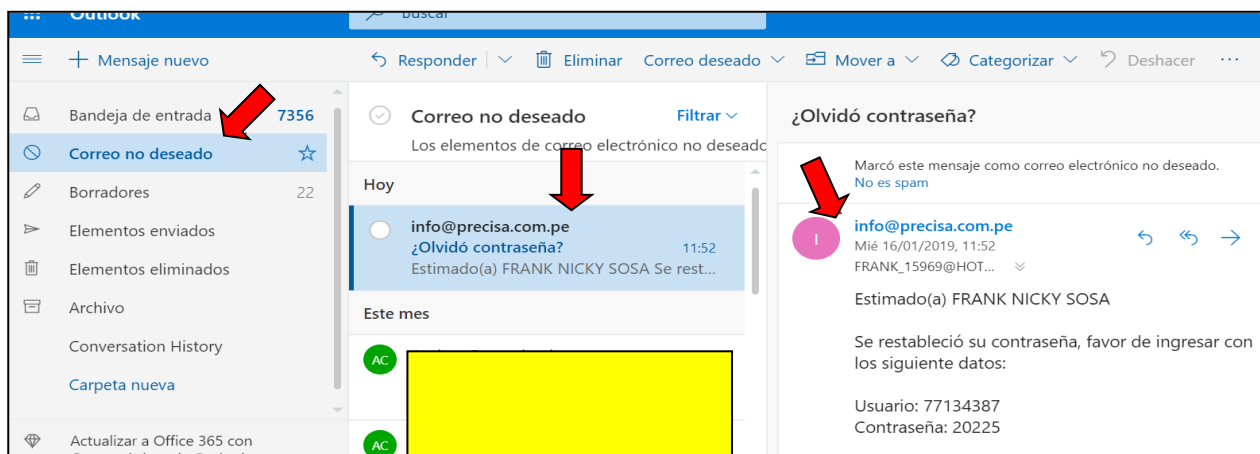 Outlook
Buscar
Mensaje nuevo
Responder
Eliminar
Correo deseado
Mover a
Categorizar
Deshacer
Bandeja de entrada 7356
Correo no deseado
Borradores 22
Elementos enviados
Elementos eliminados
Archivo
Conversation History
Carpeta nueva
Actualizar a Office 365 con
Correo no deseado
Filtrar
Los elementos de correo electrónico no deseadc
Hoy
info@precisa.com.pe
¿Olvidó contraseña? 11:52
Estimado(a) FRANK NICKY SOSA Se rest...
Este mes
AC
AC
¿Olvidó contraseña?
Marcó este mensaje como correo electrónico no deseado.
No es spam
I
info@precisa.com.pe
Mié 16/01/2019, 11:52
FRANK_15969@HOT...
Estimado(a) FRANK NICKY SOSA
Se restableció su contraseña, favor de ingresar con
los siguiente datos:
Usuario: 77134387
Contraseña: 20225